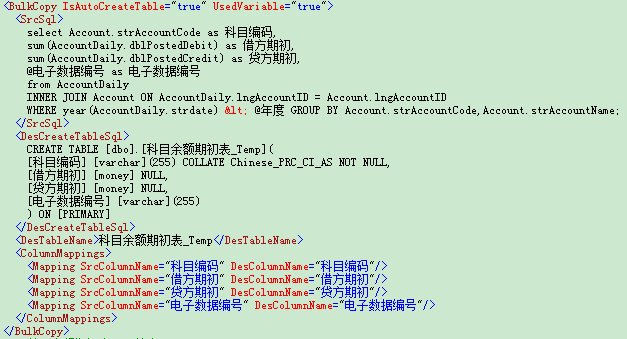 <BulkCopy IsAutoCreateTable="true" UsedVariable="true">
<SrcSql>
select Account.strAccountCode as 科目编码,
sum(AccountDaily.dblPostedDebit) as 借方期初,
sum(AccountDaily.dblPostedCredit) as 贷方期初,
@电子数据编号 as 电子数据编号
from AccountDaily
INNER JOIN Account ON AccountDaily.lngAccountID = Account.lngAccountID
WHERE year(AccountDaily.strdate) &lt; @年度 GROUP BY Account.strAccountCode,Account.strAccountName;
</SrcSql>
<DesCreateTableSql>
CREATE TABLE [dbo].[科目余额期初表_Temp](
[科目编码] [varchar](255) COLLATE Chinese_PRC_CI_AS NOT NULL,
[借方期初] [money] NULL,
[贷方期初] [money] NULL,
[电子数据编号] [varchar](255)
) ON [PRIMARY]
</DesCreateTableSql>
<DesTableName>科目余额期初表_Temp</DesTableName>
<ColumnMappings>
<Mapping SrcColumnName="科目编码" DesColumnName="科目编码"/>
<Mapping SrcColumnName="借方期初" DesColumnName="借方期初"/>
<Mapping SrcColumnName="贷方期初" DesColumnName="贷方期初"/>
<Mapping SrcColumnName="电子数据编号" DesColumnName="电子数据编号"/>
</ColumnMappings>
</BulkCopy>